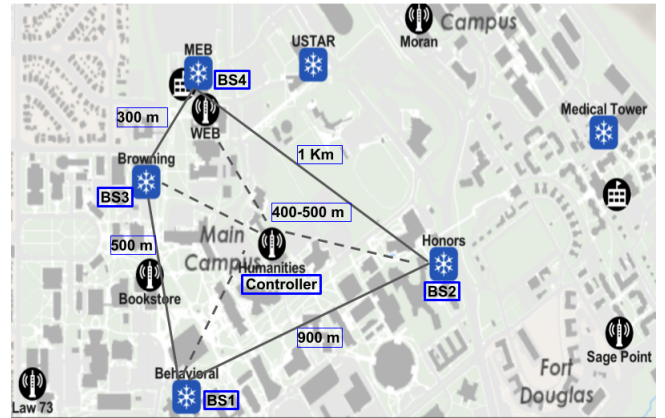 Campus
Moran
MEB
USTAR
BS4
300 m
WEB
Medical Tower
1 Km
Browning
BS3
400-500 m
500 m
Main
Campus
Humanities
Controller
Honors
BS2
Bookstore
900 m
Sage Point
Behavioral
BS1
Fort
Douglas
Law 73